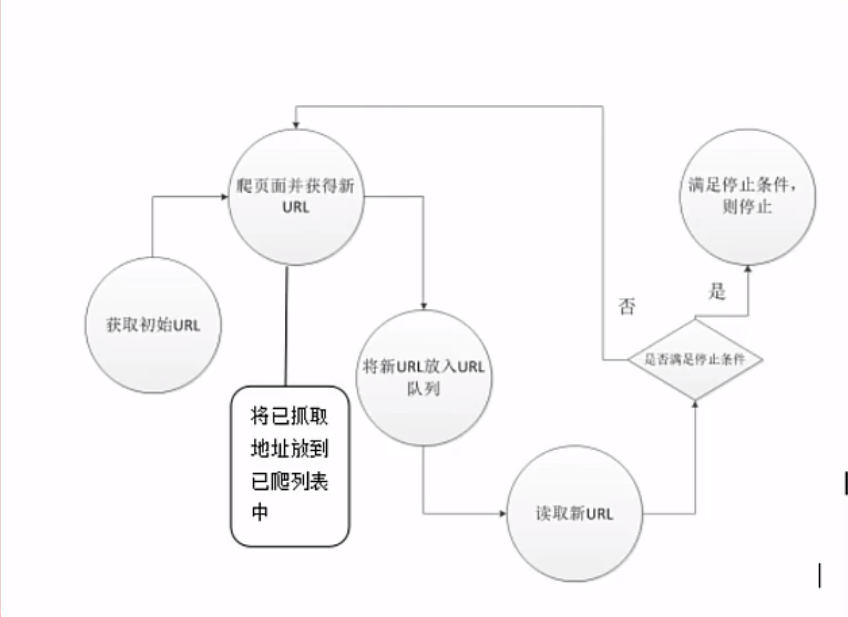 爬页面并获得新
URL
满足停止条件，
则停止
获取初始URL
否
是
将新URL放入URL
队列
是否满足停止条件
将已抓取
地址放到
已爬列表
中
读取新URL